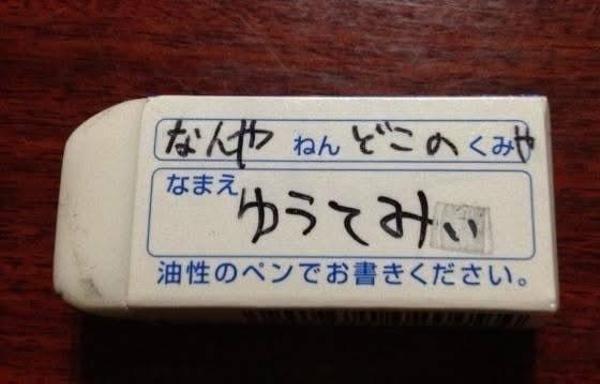 なんや ねん どこの くみや
なまえ ゆうてみぃ
油性のペンでお書きください。